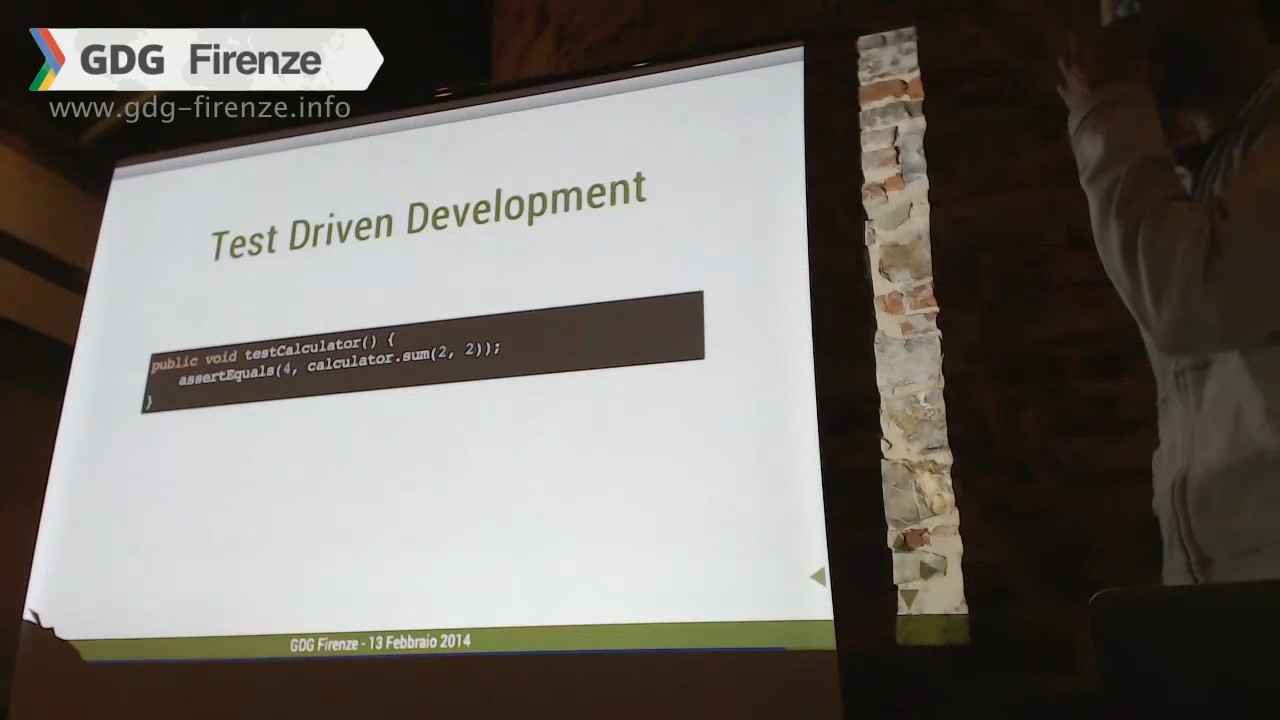 GDG Firenze
www.gdg-firenze.info
Test Driven Development
public void testCalculator() {
assertEquals(4, calculator.sum(2, 2));
}
GDG Firenze - 13 Febbraio 2014